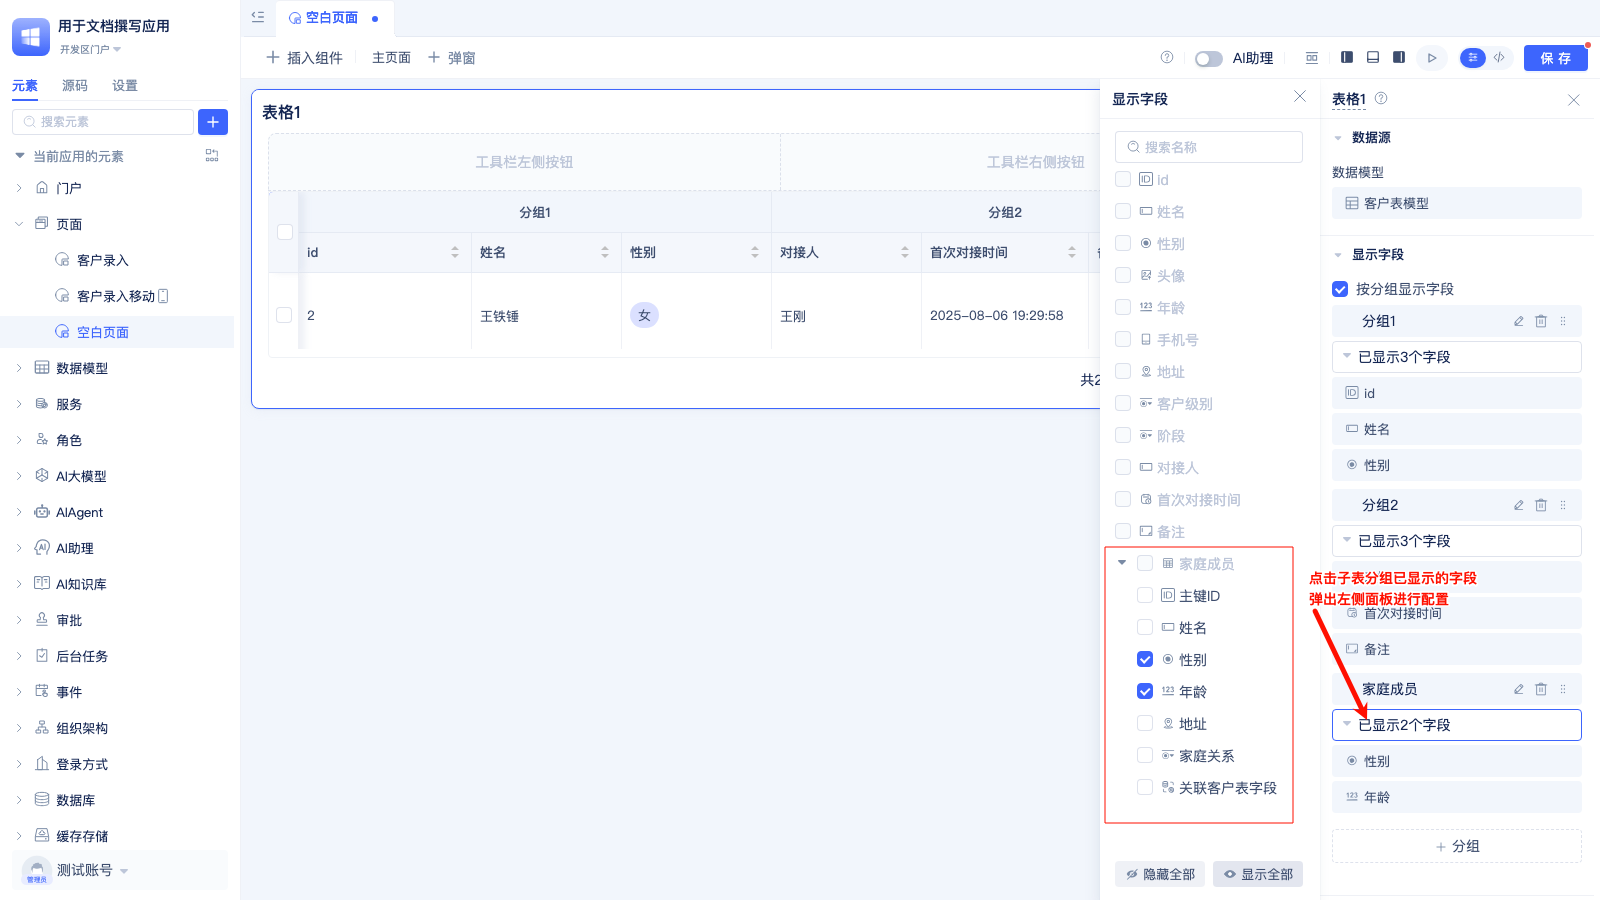 用于文档撰写应用
开发区门户
元素
源码
设置
搜索元素
当前应用的元素
门户
页面
客户录入
客户录入移动
空白页面
数据模型
服务
角色
AI大模型
AIAgent
AI助理
AI知识库
审批
后台任务
事件
组织架构
登录方式
数据库
缓存存储
测试账号
管理员
空白页面
插入组件
主页面
弹窗
AI助理
保 存
表格1
工具栏左侧按钮
工具栏右侧按钮
分组1
分组2
id
姓名
性别
对接人
首次对接时间
2
王铁锤
女
王刚
2025-08-06 19:29:58
共2
显示字段
搜索名称
id
姓名
性别
头像
年龄
手机号
地址
客户级别
阶段
对接人
首次对接时间
备注
家庭成员
主键ID
姓名
性别
年龄
地址
家庭关系
关联客户表字段
隐藏全部
显示全部
表格1
数据源
数据模型
客户表模型
显示字段
按分组显示字段
分组1
已显示3个字段
id
姓名
性别
分组2
已显示3个字段
点击子表分组已显示的字段
弹出左侧面板进行配置
首次对接时间
备注
家庭成员
已显示2个字段
性别
年龄
分组